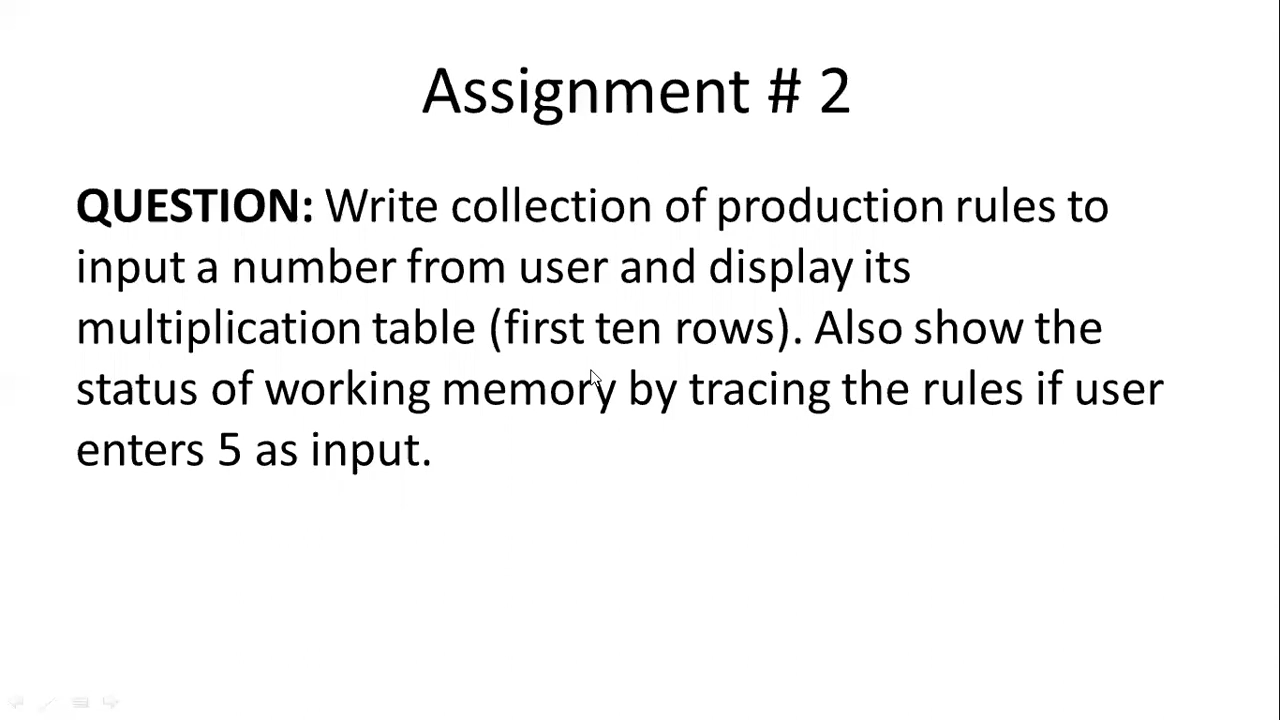 Assignment # 2
QUESTION: Write collection of production rules to
input a number from user and display its
multiplication table (first ten rows). Also show the
status of working memory by tracing the rules if user
enters 5 as input.